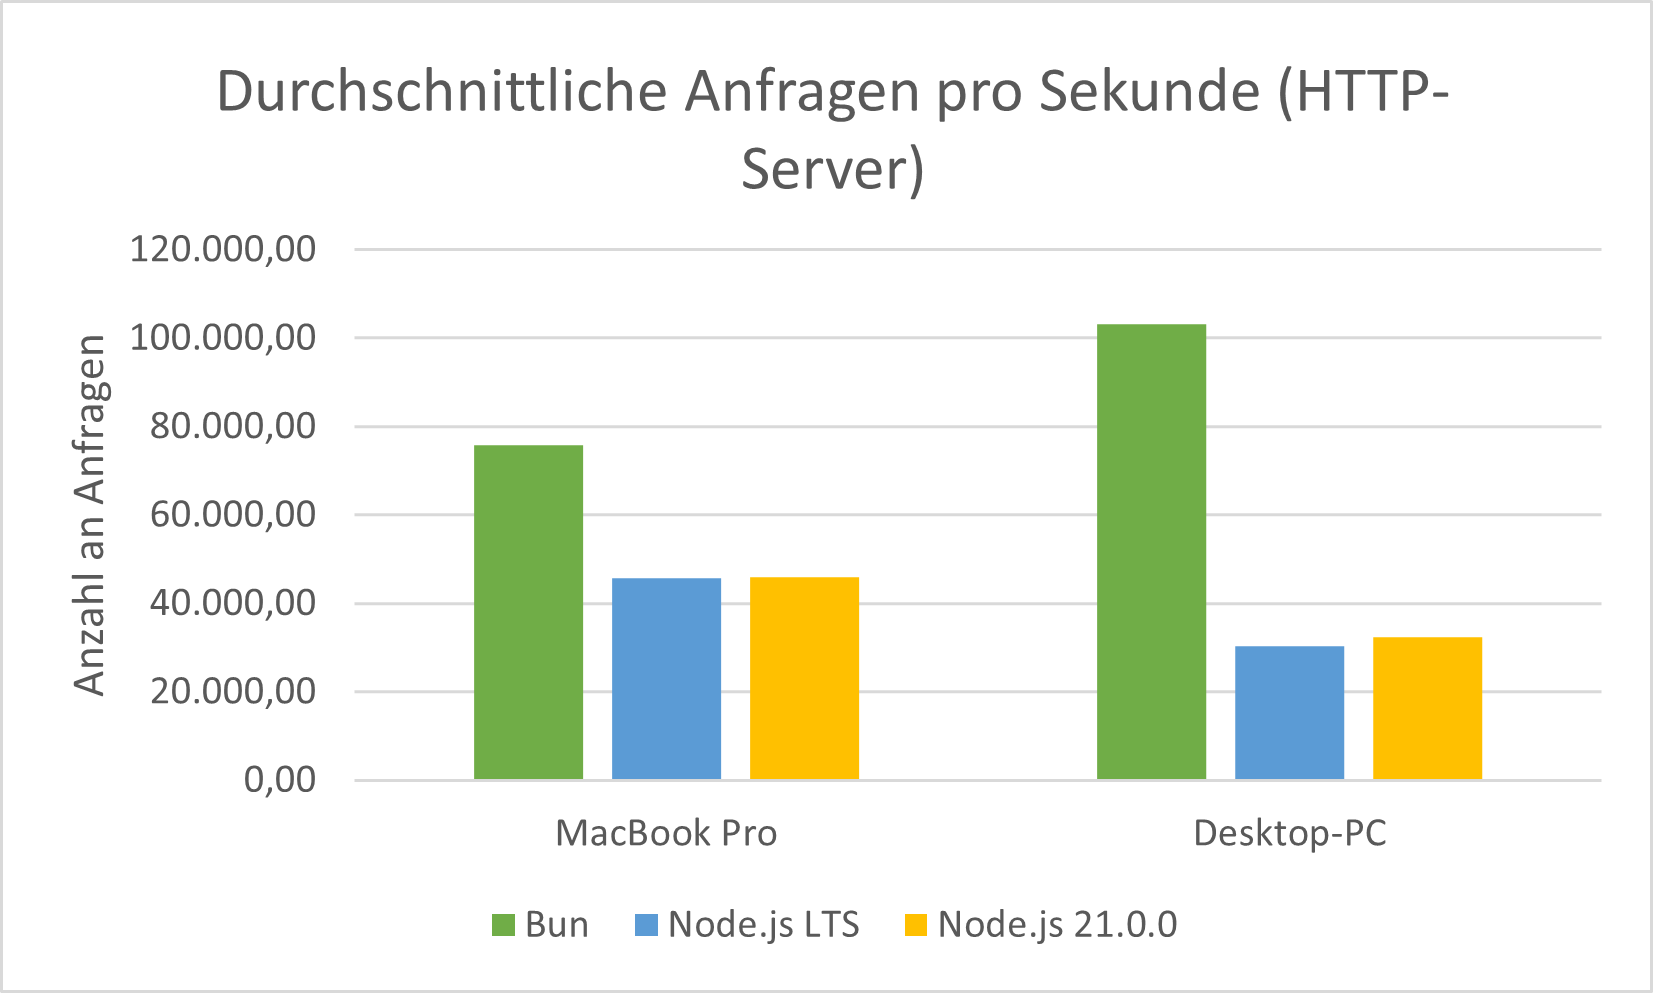 Durchschnittliche Anfragen pro Sekunde (HTTP-
Server)
120.000,00
100.000,00
80.000,00
60.000,00
40.000,00
20.000,00
0,00
Anzahl an Anfragen
MacBook Pro
Desktop-PC
Bun
Node.js LTS
Node.js 21.0.0